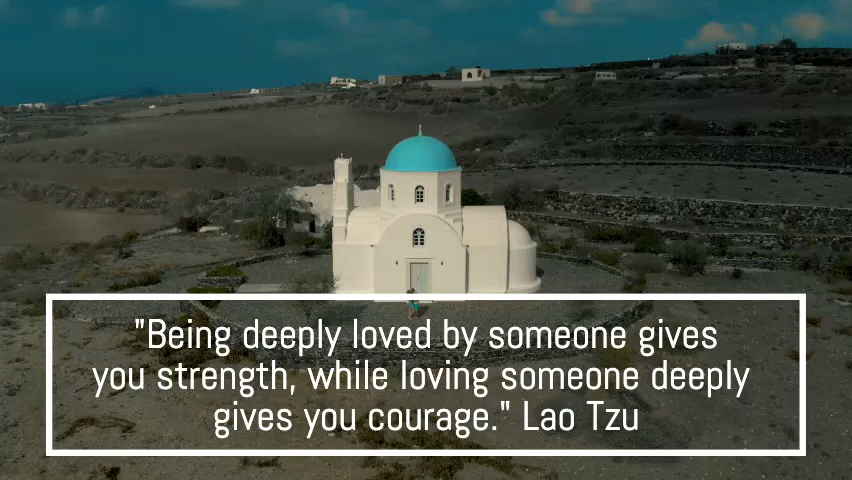 "Being deeply loved by someone gives
you strength, while loving someone deeply
gives you courage." Lao Tzu